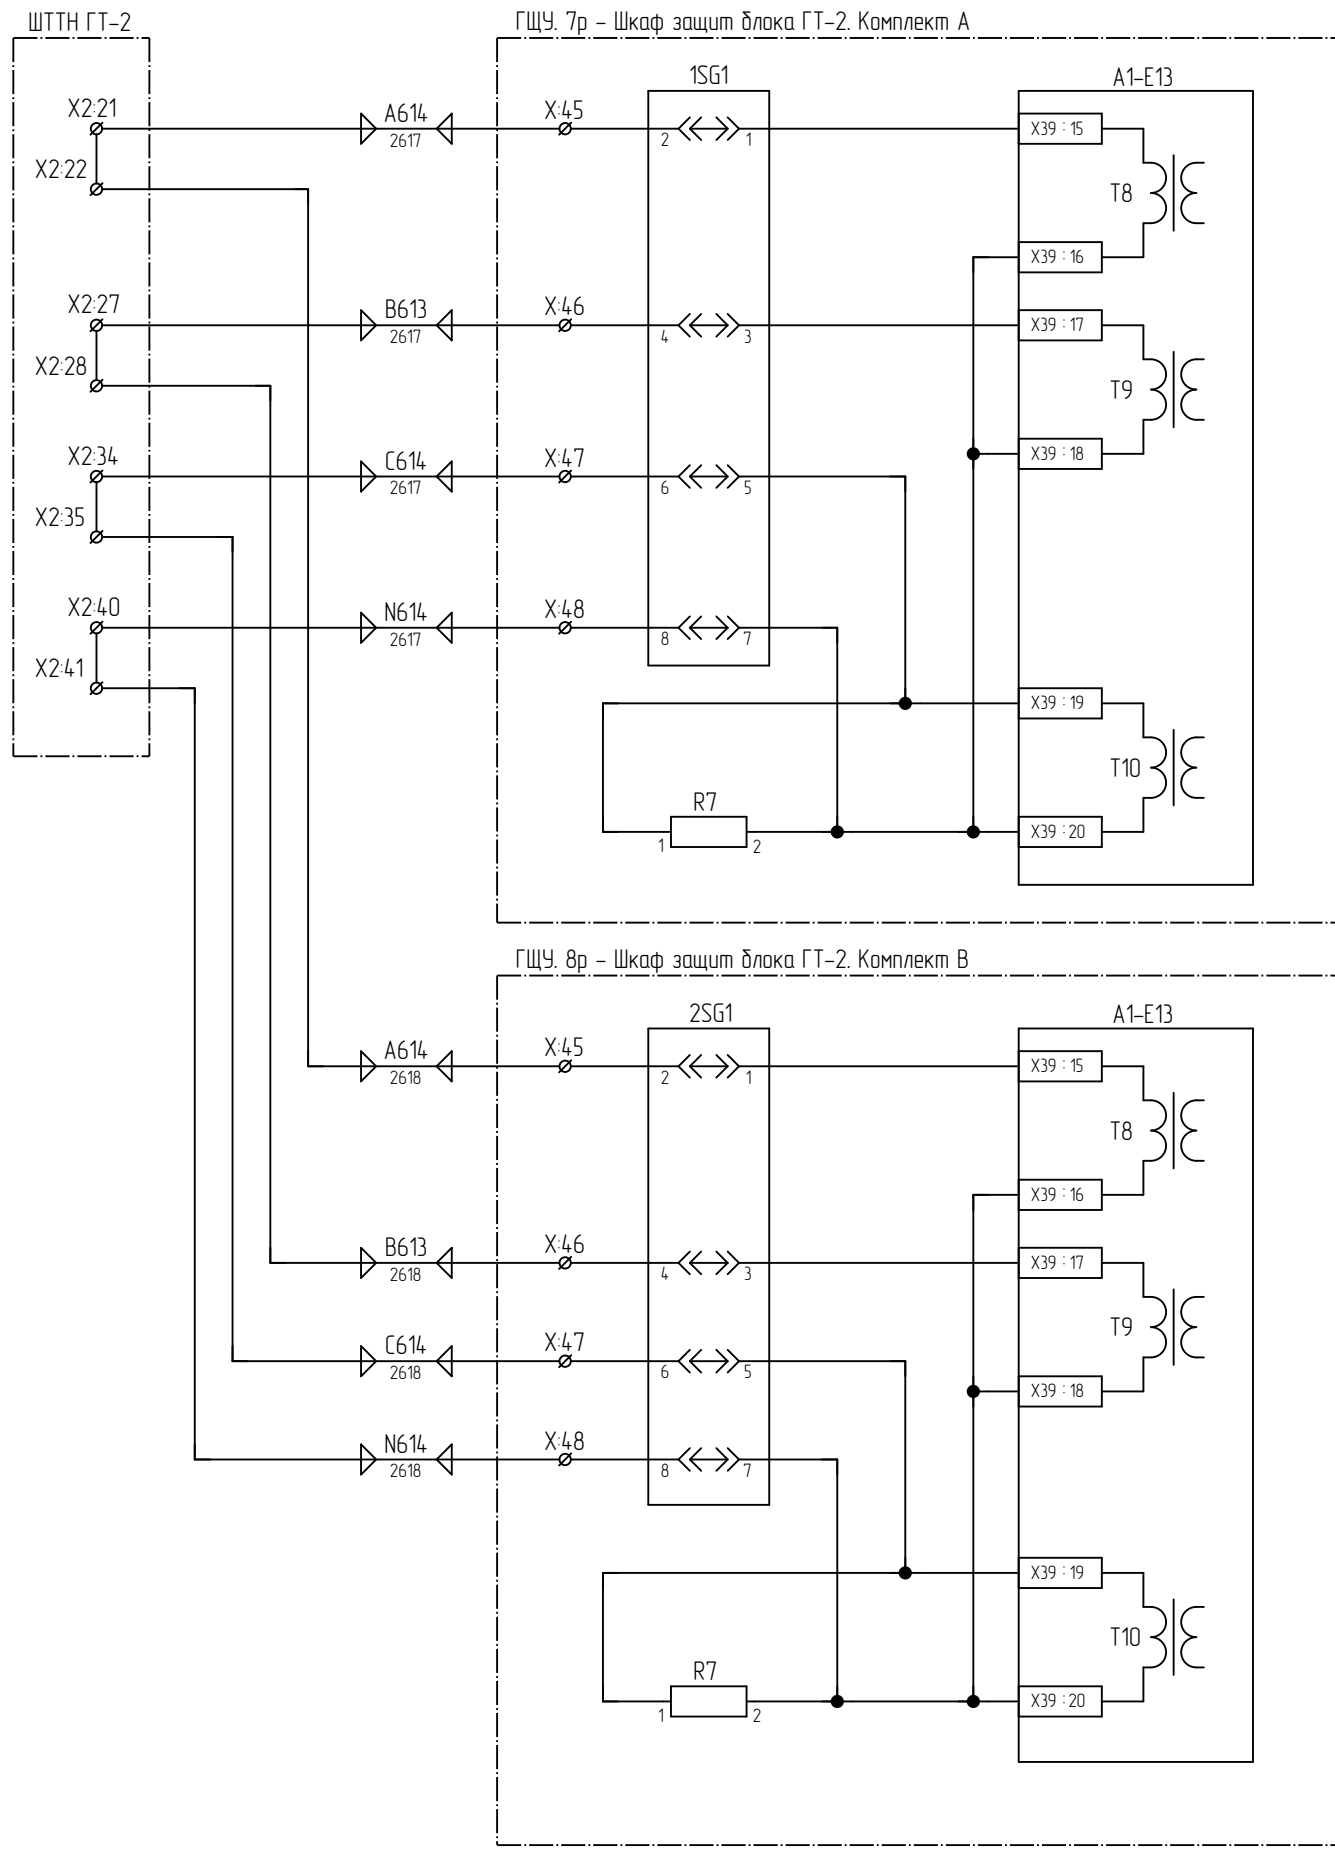 ШТТН ГТ-2
ГЩУ. 7р - Шкаф защит блока ГТ-2. Комплект А
1SG1
A1-E13
X2:21
A614
2617
X:45
2
1
X39 : 15
X2:22
T8
X39 : 16
X2:27
B613
2617
X:46
4
3
X39 : 17
X2:28
T9
X39 : 18
X2:34
C614
2617
X:47
6
5
X2:35
X2:40
N614
2617
X:48
8
7
X2:41
X39 : 19
T10
R7
1
2
X39 : 20
ГЩУ. 8р - Шкаф защит блока ГТ-2. Комплект В
2SG1
A1-E13
A614
2618
X:45
2
1
X39 : 15
T8
X39 : 16
B613
2618
X:46
4
3
X39 : 17
T9
C614
2618
X:47
6
5
X39 : 18
N614
2618
X:48
8
7
X39 : 19
T10
R7
1
2
X39 : 20